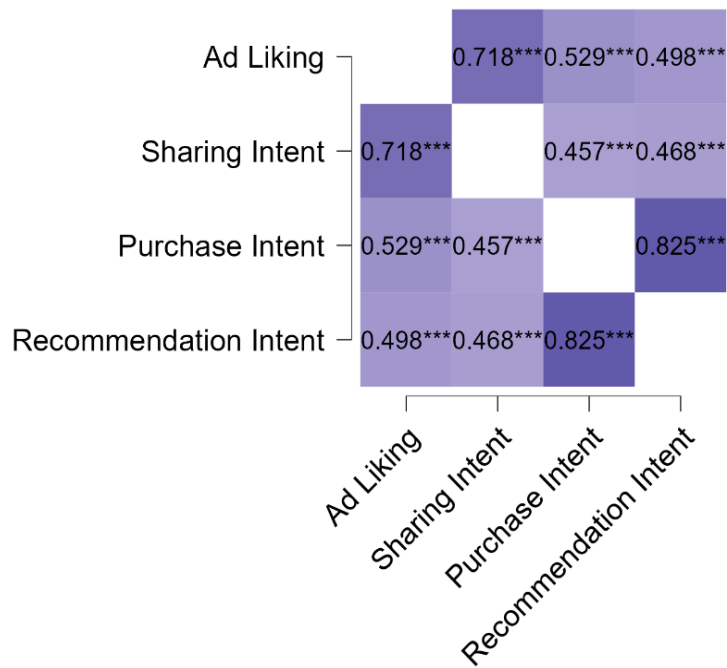 Ad Liking 0.718*** 0.529*** 0.498***
Sharing Intent 0.718*** 0.457*** 0.468***
Purchase Intent 0.529*** 0.457*** 0.825***
Recommendation Intent 0.498*** 0.468*** 0.825***
Ad Liking
Sharing Intent
Purchase Intent
Recommendation Intent